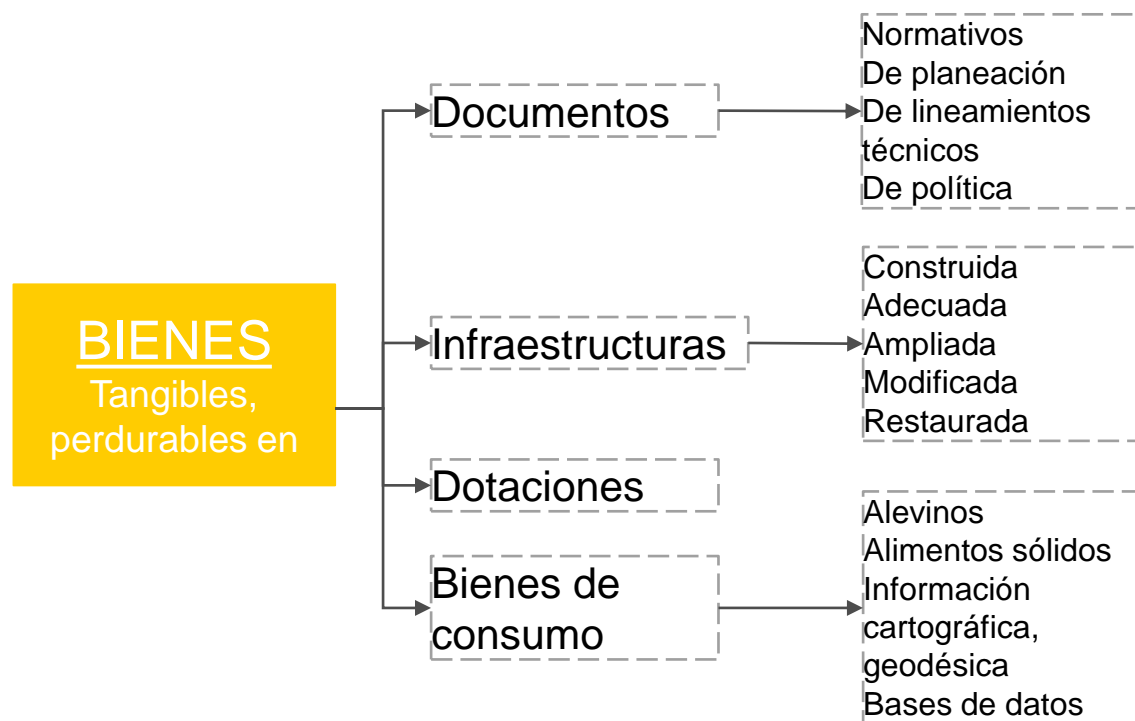 BIENES
Tangibles,
perdurables en
Documentos
Normativos
De planeación
De lineamientos
técnicos
De política
Infraestructuras
Construida
Adecuada
Ampliada
Modificada
Restaurada
Dotaciones
Bienes de
consumo
Alevinos
Alimentos sólidos
Información
cartográfica,
geodésica
Bases de datos